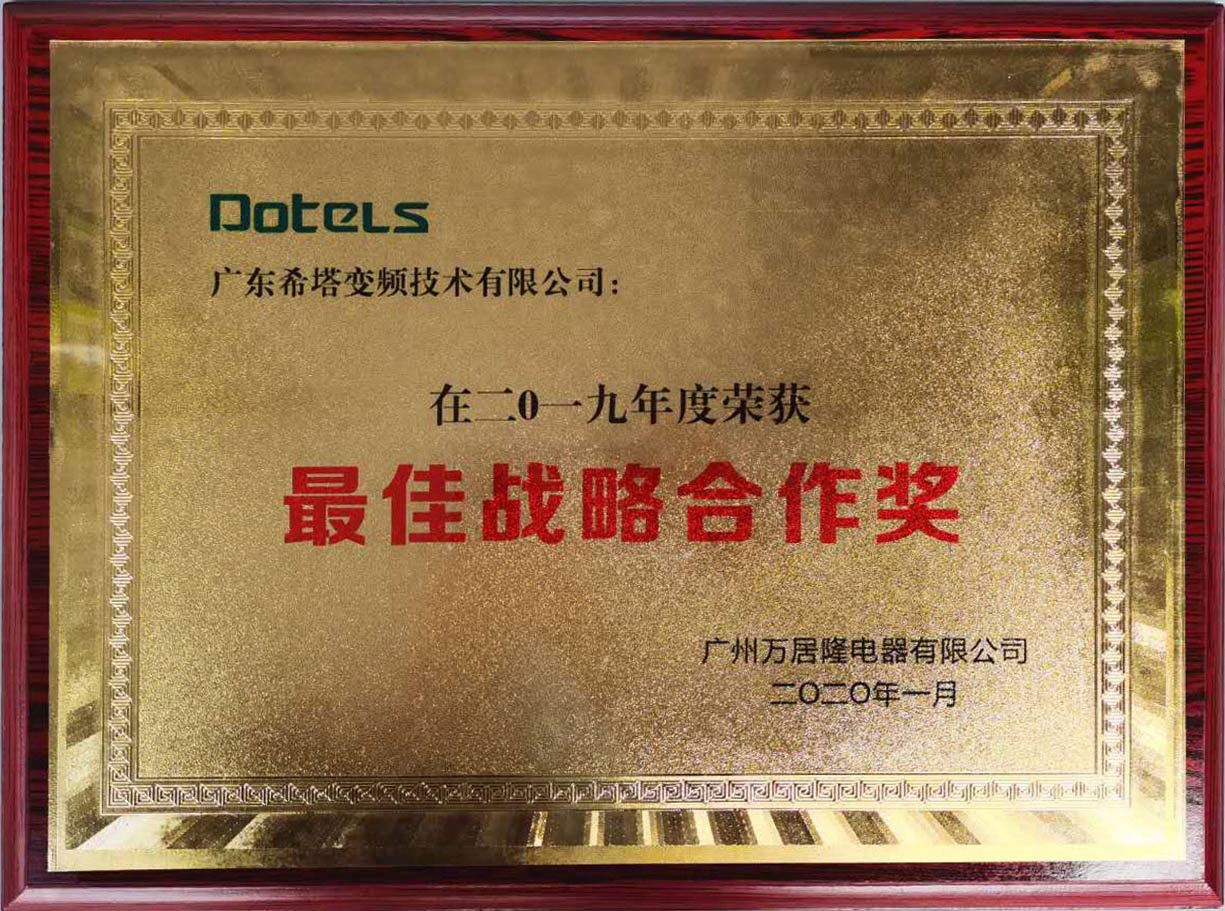 Dotels
广东希塔变频技术有限公司：
在二0一九年度荣获
最佳战略合作奖
广州万居隆电器有限公司
二〇二〇年一月